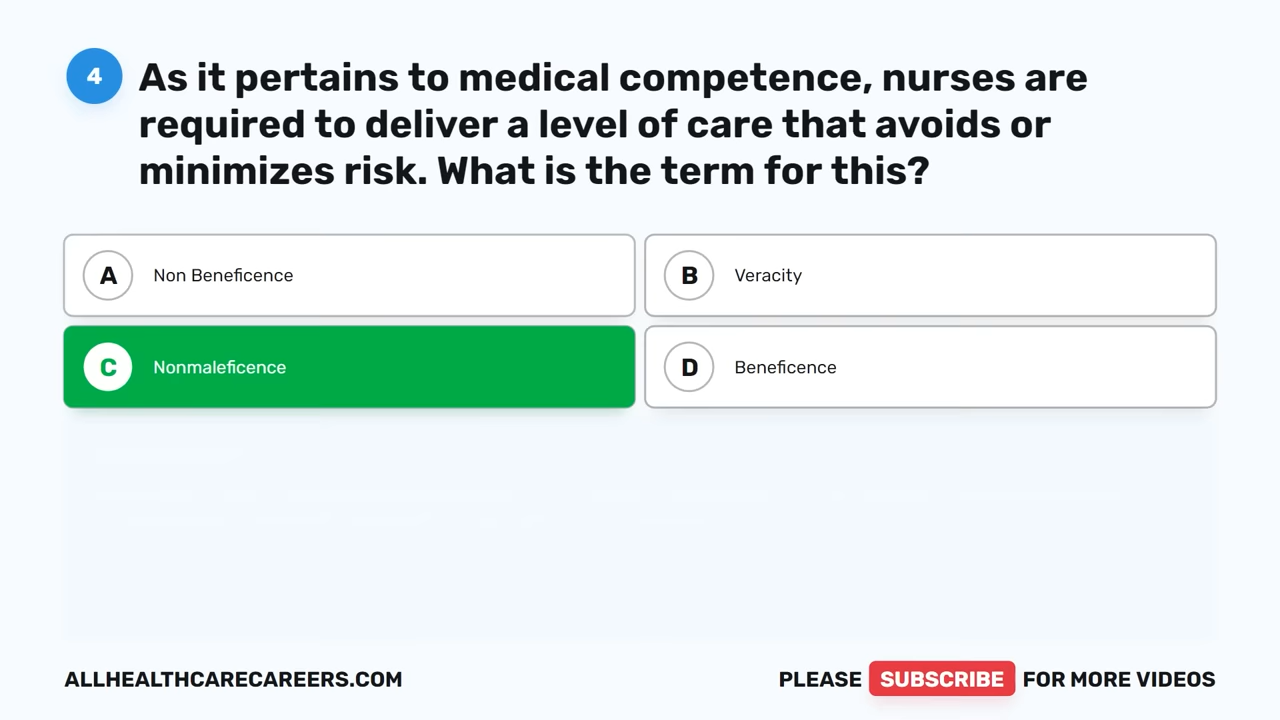 4
As it pertains to medical competence, nurses are
required to deliver a level of care that avoids or
minimizes risk. What is the term for this?
A Non Beneficence
B Veracity
C Nonmaleficence
D Beneficence
ALLHEALTHCARECAREERS.COM
PLEASE SUBSCRIBE FOR MORE VIDEOS